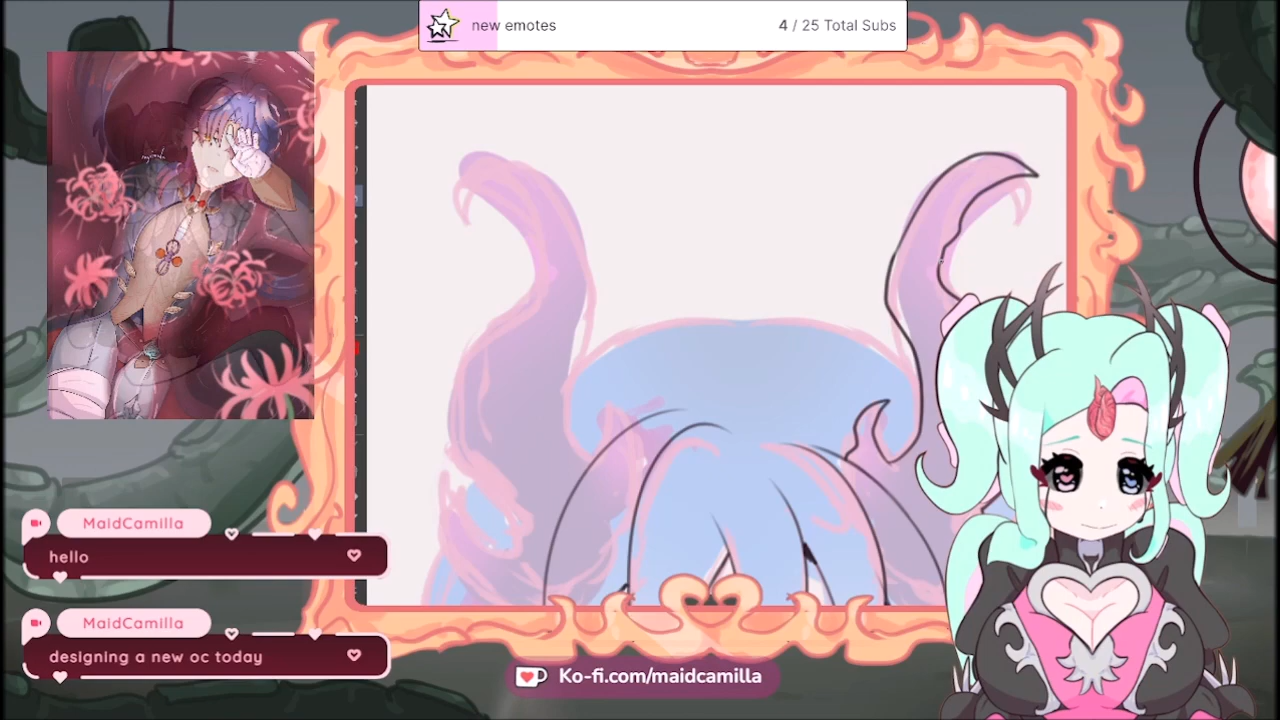 new emotes 4 / 25 Total Subs
MaidCamilla
hello
MaidCamilla
designing a new oc today
Ko-fi.com/maidcamilla